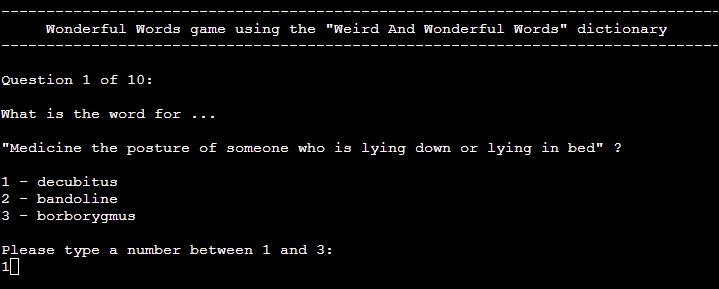 --------------------------------------------------------------------------------
Wonderful Words game using the "Weird And Wonderful Words" dictionary
--------------------------------------------------------------------------------
Question 1 of 10:
What is the word for ...
"Medicine the posture of someone who is lying down or lying in bed" ?
1 - decubitus
2 - bandoline
3 - borborygmus
Please type a number between 1 and 3:
1